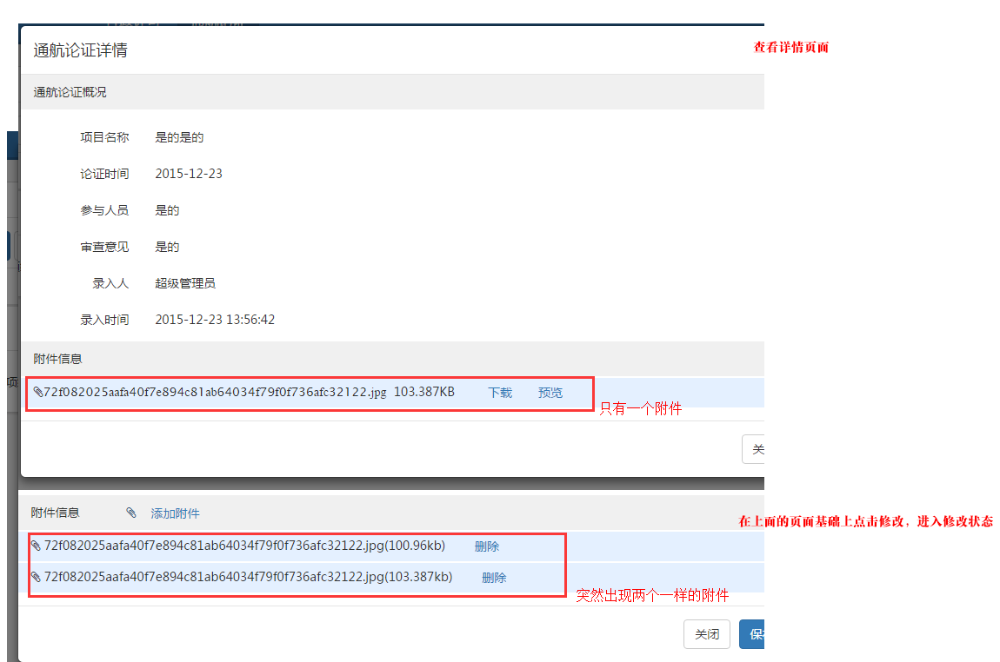 通航论证详情
查看详情页面
通航论证概况
项目名称 是的是的
论证时间 2015-12-23
参与人员 是的
审查意见 是的
录入人 超级管理员
录入时间 2015-12-23 13:56:42
附件信息
72f082025aafa40f7e894c81ab64034f79f0f736afc32122.jpg 103.387KB 下载 预览
只有一个附件
关
附件信息 添加附件
在上面的页面基础上点击修改，进入修改状态
72f082025aafa40f7e894c81ab64034f79f0f736afc32122.jpg(100.96kb) 删除
72f082025aafa40f7e894c81ab64034f79f0f736afc32122.jpg(103.387kb) 删除
突然出现两个一样的附件
关闭 保